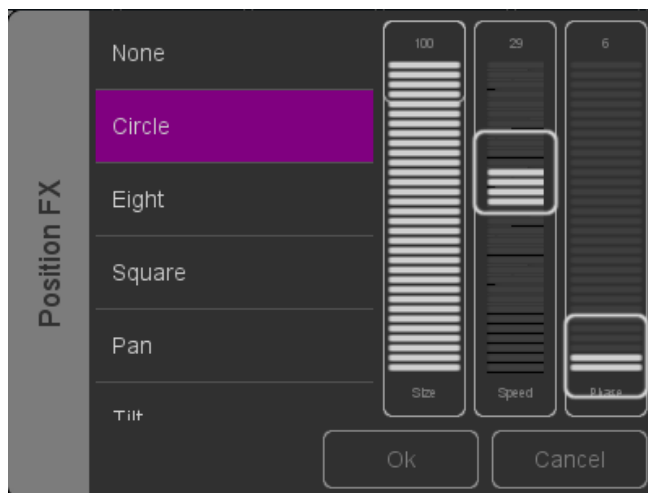 Position FX
None
Circle
Eight
Square
Pan
Tilt
100
29
6
Size
Speed
Phase
Ok
Cancel